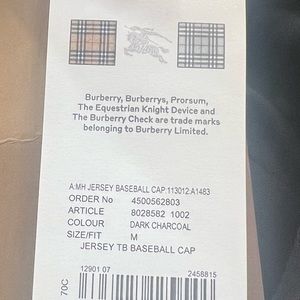 Burberry, Burberrys, Prorsum,
The Equestrian Knight Device and
The Burberry Check are trade marks
belonging to Burberry Limited.
A:MH JERSEY BASEBALL CAP:113012:A1483
ORDER No 4500562803
ARTICLE 8028582 1002
COLOUR DARK CHARCOAL
SIZE/FIT M
JERSEY TB BASEBALL CAP
12901 07 2458815
70C